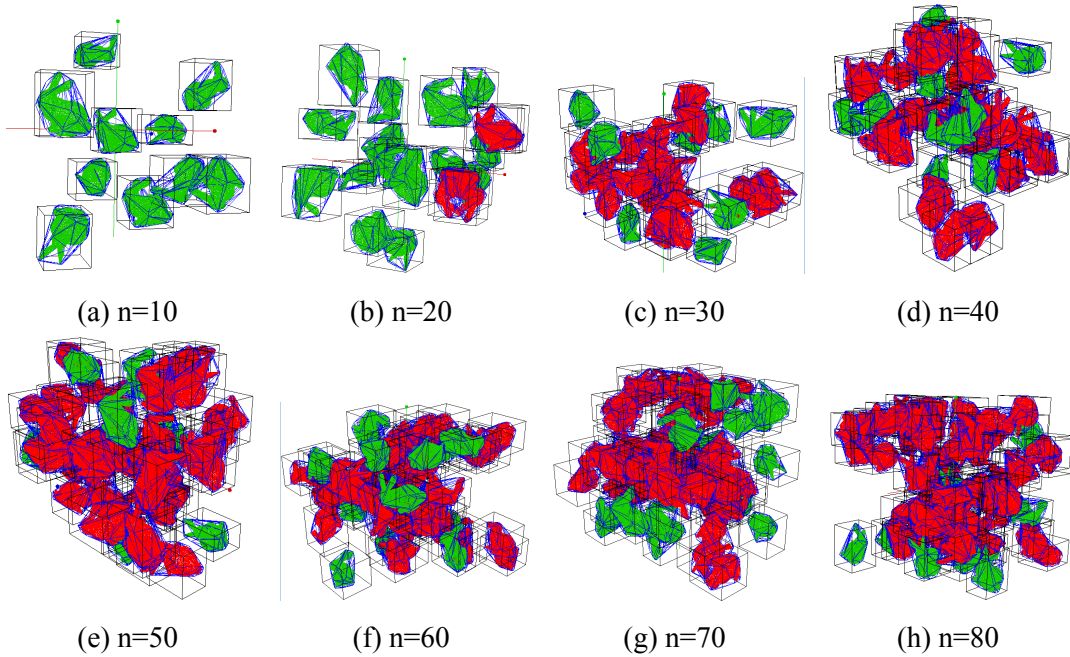 (a) n=10
(b) n=20
(c) n=30
(d) n=40
(e) n=50
(f) n=60
(g) n=70
(h) n=80